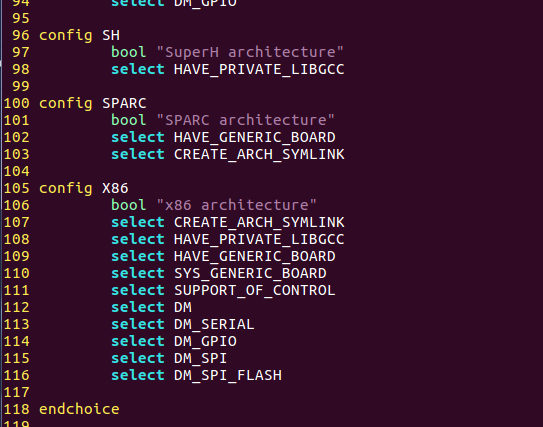 94         select DM_GPIO
95
96 config SH
97         bool "SuperH architecture"
98         select HAVE_PRIVATE_LIBGCC
99
100 config SPARC
101         bool "SPARC architecture"
102         select HAVE_GENERIC_BOARD
103         select CREATE_ARCH_SYMLINK
104
105 config X86
106         bool "x86 architecture"
107         select CREATE_ARCH_SYMLINK
108         select HAVE_PRIVATE_LIBGCC
109         select HAVE_GENERIC_BOARD
110         select SYS_GENERIC_BOARD
111         select SUPPORT_OF_CONTROL
112         select DM
113         select DM_SERIAL
114         select DM_GPIO
115         select DM_SPI
116         select DM_SPI_FLASH
117
118 endchoice
119